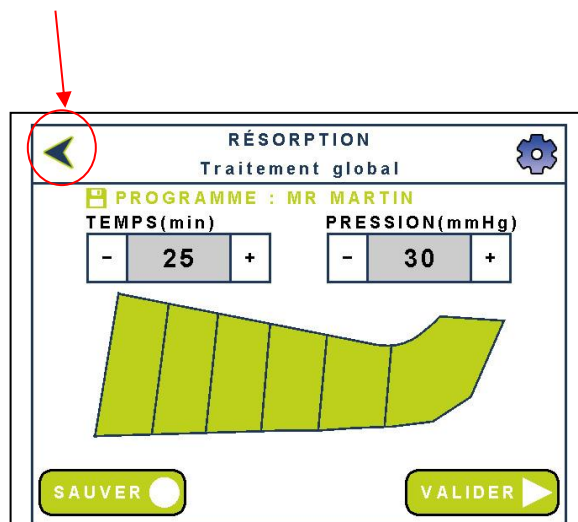 RÉSORPTION
Traitement global
PROGRAMME : MR MARTIN
TEMPS(min) PRESSION(mmHg)
- 25 + - 30 +
SAUVER VALIDER